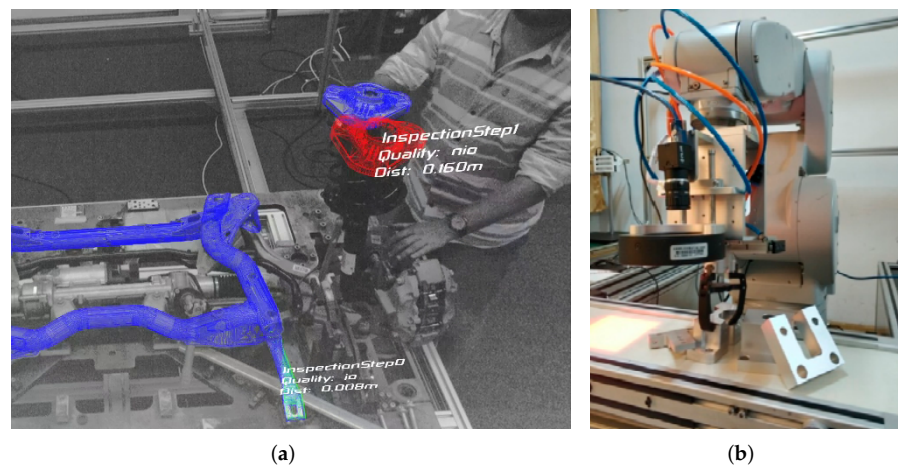 InspectionStep1
Quality: nio
Dist: 0.160m
InspectionStep0
Quality: io
Dist: 0.008m
(a)
(b)